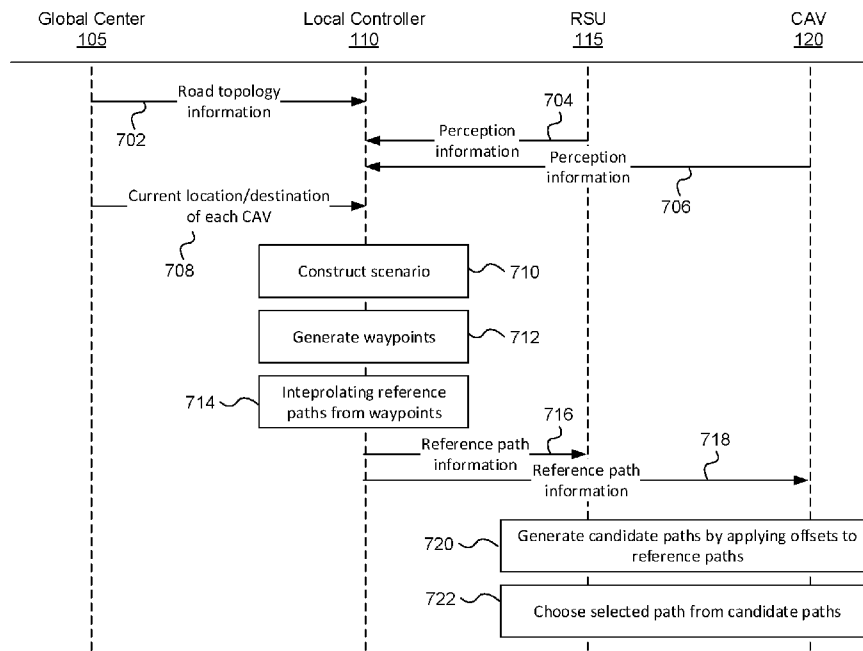 Global Center
105
Local Controller
110
RSU
115
CAV
120
Road topology
information
702
704
Perception
information
Perception
information
706
Current location/destination
of each CAV
708
Construct scenario
710
Generate waypoints
712
714
Inteprolating reference
paths from waypoints
716
Reference path
information
718
Reference path
information
720
Generate candidate paths by applying offsets to
reference paths
722
Choose selected path from candidate paths